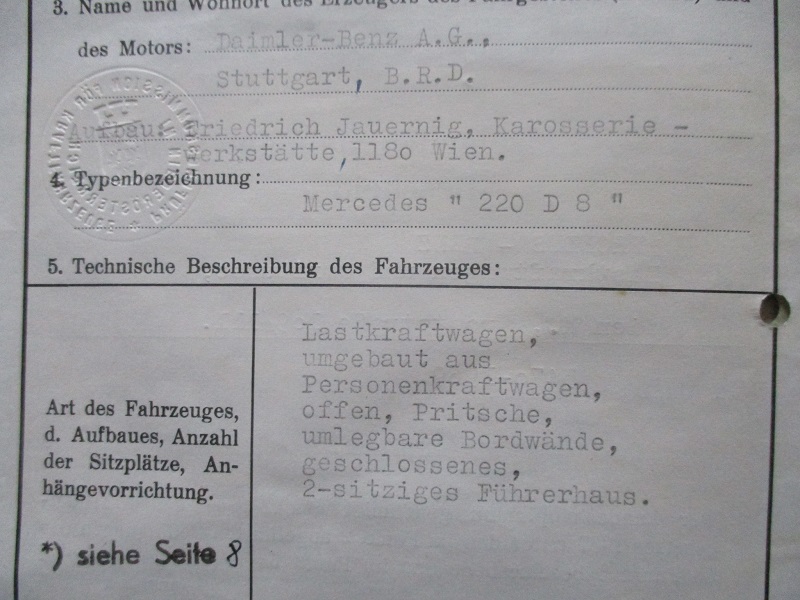 3. Name und Wohnort des Erzeugers des
des Motors: Daimler-Benz A.G.,
Stuttgart, B.R.D.
Aufbau: Friedrich Jauernig, Karosserie -
Werkstätte,1180 Wien.
4. Typenbezeichnung:
Mercedes " 220 D 8 "
5. Technische Beschreibung des Fahrzeuges:
Lastkraftwagen,
umgebaut aus
Personenkraftwagen,
offen, Pritsche,
umlegbare Bordwände,
geschlossenes,
2-sitziges Führerhaus.
Art des Fahrzeuges,
d. Aufbaues, Anzahl
der Sitzplätze, An-
hängevorrichtung.
*) siehe Seite 8